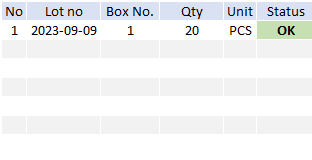 No Lot no Box No. Qty Unit Status
1 2023-09-09 1 20 PCS OK